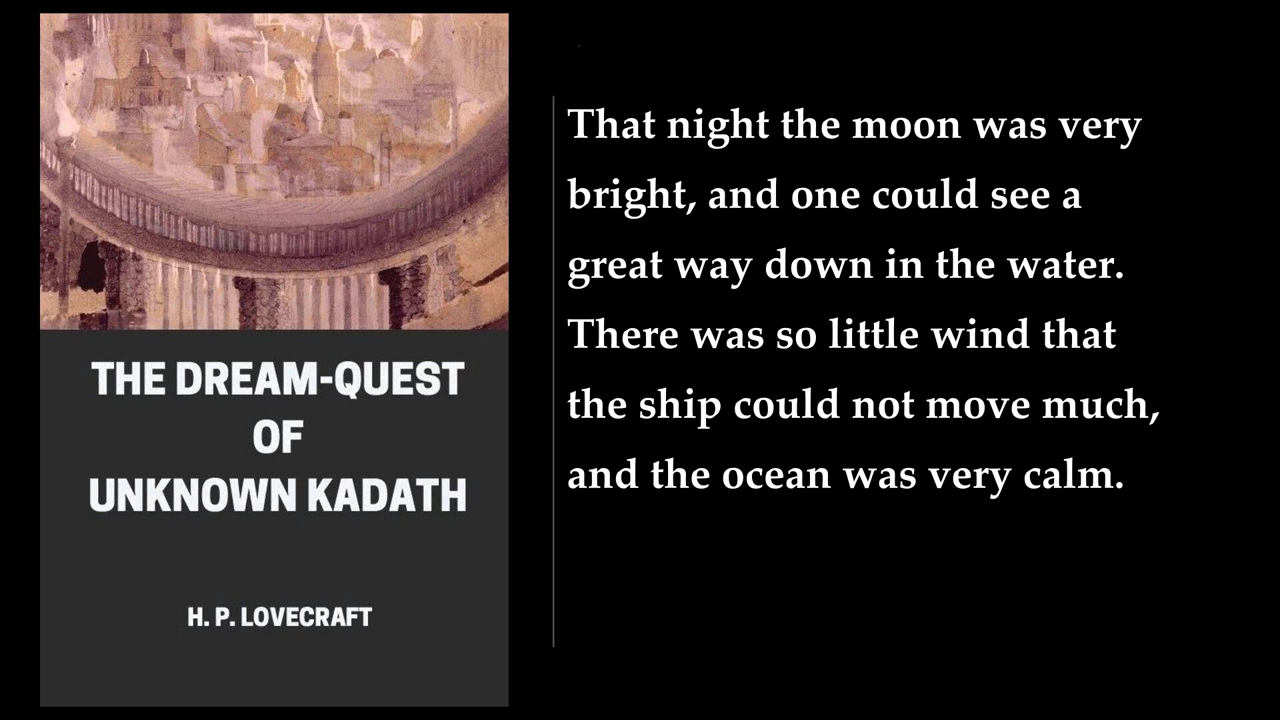 THE DREAM-QUEST
OF
UNKNOWN KADATH
H. P. LOVECRAFT
That night the moon was very
bright, and one could see a
great way down in the water.
There was so little wind that
the ship could not move much,
and the ocean was very calm.